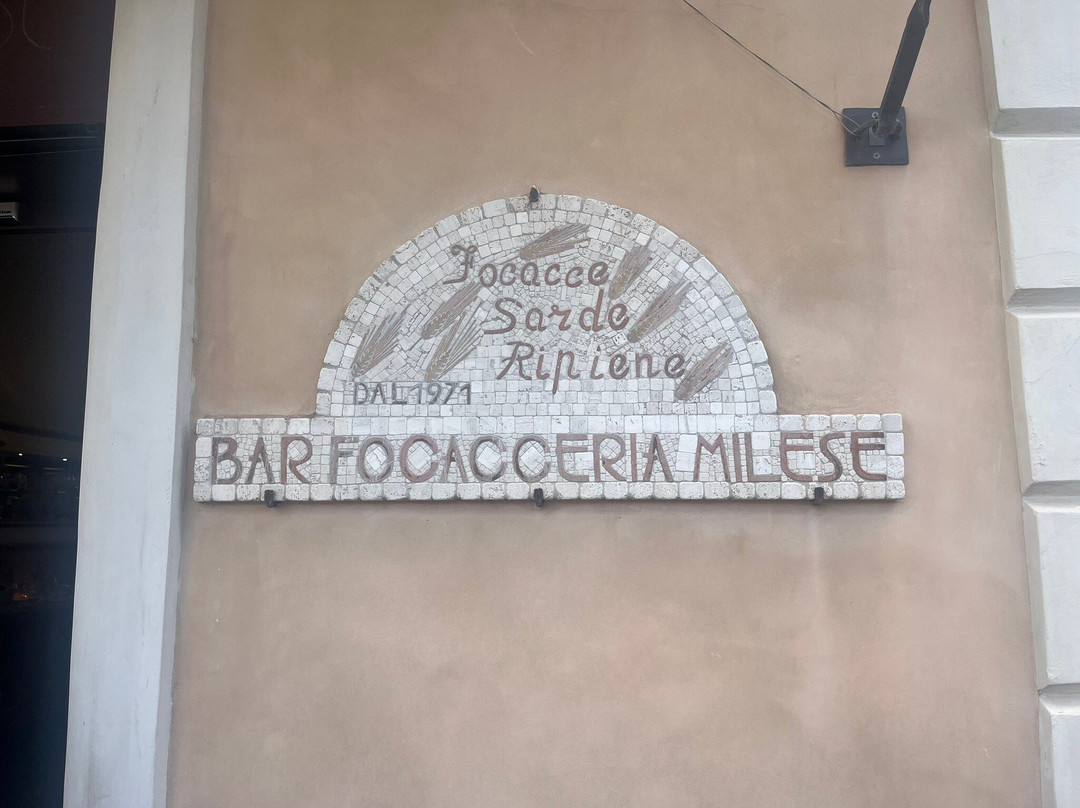 Focacce
Sarde
Ripiene
DAL 1971
BAR FOCACCERIA MILESE